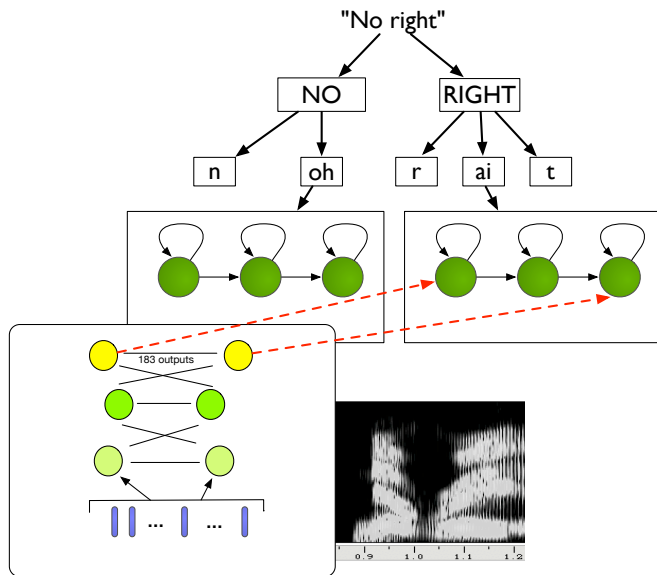 "No right"
NO RIGHT
n oh r ai t
183 outputs
... ...
0.9 1.0 1.1 1.2